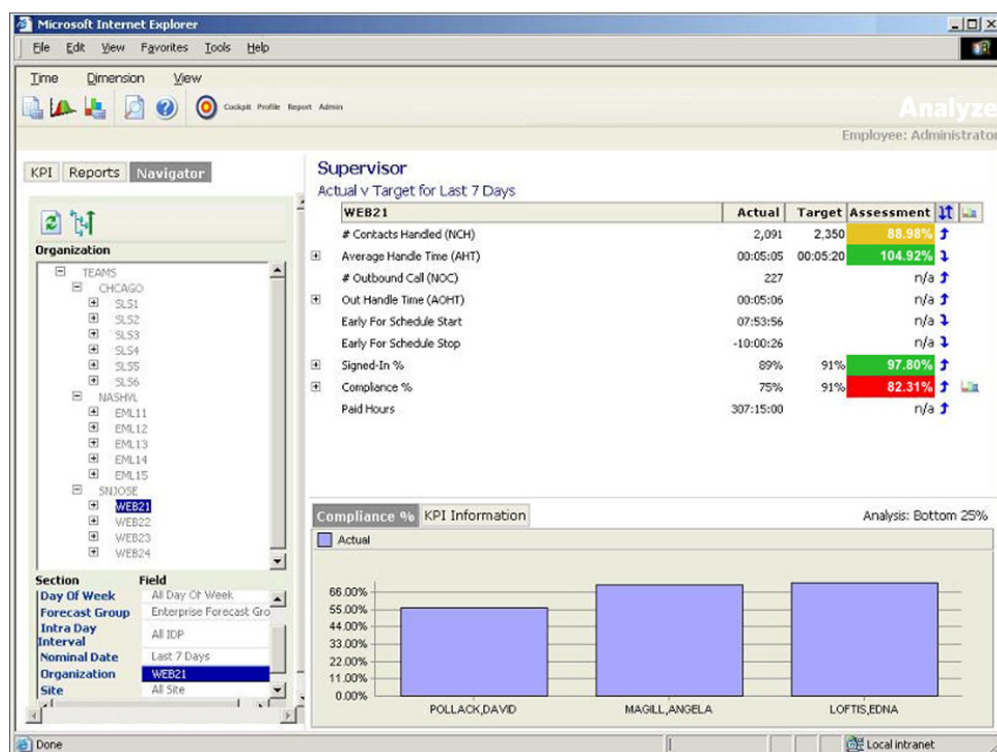 Microsoft Internet Explorer
File Edit View Favorites Tools Help
Time Dimension View
Cockpit Profile Report Admin
Analyze
Employee: Administrator
KPI Reports Navigator
Organization
TEAMS
CHCAGO
SLS1
SLS2
SLS3
SLS4
SLS5
SLS6
NASHVL
EML11
EML12
EML13
EML14
EML15
SNJOSE
WEB21
WEB22
WEB23
WEB24
Section Field
Day Of Week All Day Of Week
Forecast Group Enterprise Forecast Gro
Intra Day Interval All IDP
Nominal Date Last 7 Days
Organization WEB21
Site All Site
Supervisor
Actual v Target for Last 7 Days
WEB21 Actual Target Assessment
# Contacts Handled (NCH) 2,091 2,350 88.98%
Average Handle Time (AHT) 00:05:05 00:05:20 104.92%
# Outbound Call (NOC) 227 n/a
Out Handle Time (AOHT) 00:05:06 n/a
Early For Schedule Start 07:53:56 n/a
Early For Schedule Stop -10:00:26 n/a
Signed-In % 89% 91% 97.80%
Compliance % 75% 91% 82.31%
Paid Hours 307:15:00 n/a
Compliance % KPI Information Analysis: Bottom 25%
Actual
66.00%
55.00%
44.00%
33.00%
22.00%
11.00%
0.00%
POLLACK,DAVID MAGILL,ANGELA LOFTIS,EDNA
Done Local intranet